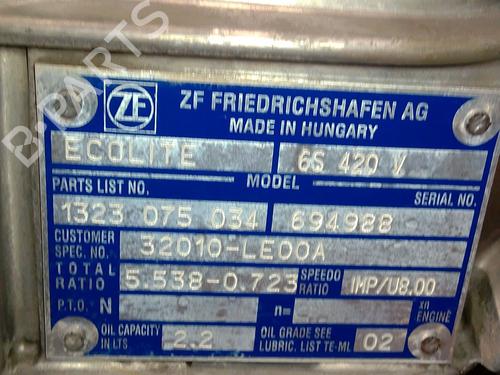 ZF
ZF FRIEDRICHSHAFEN AG
MADE IN HUNGARY
ECOLITE 6S 420 V
PARTS LIST NO. MODEL SERIAL NO.
1323 075 034 694988
CUSTOMER SPEC. NO. 32010-LE00A
TOTAL RATIO 5.538-0.723 SPEEDO RATIO IMP/U8.00
P.T.O. N n= xn ENGINE
OIL CAPACITY IN LTS 2.2 OIL GRADE SEE LUBRIC. LIST TE-ML 02
B-PARTS